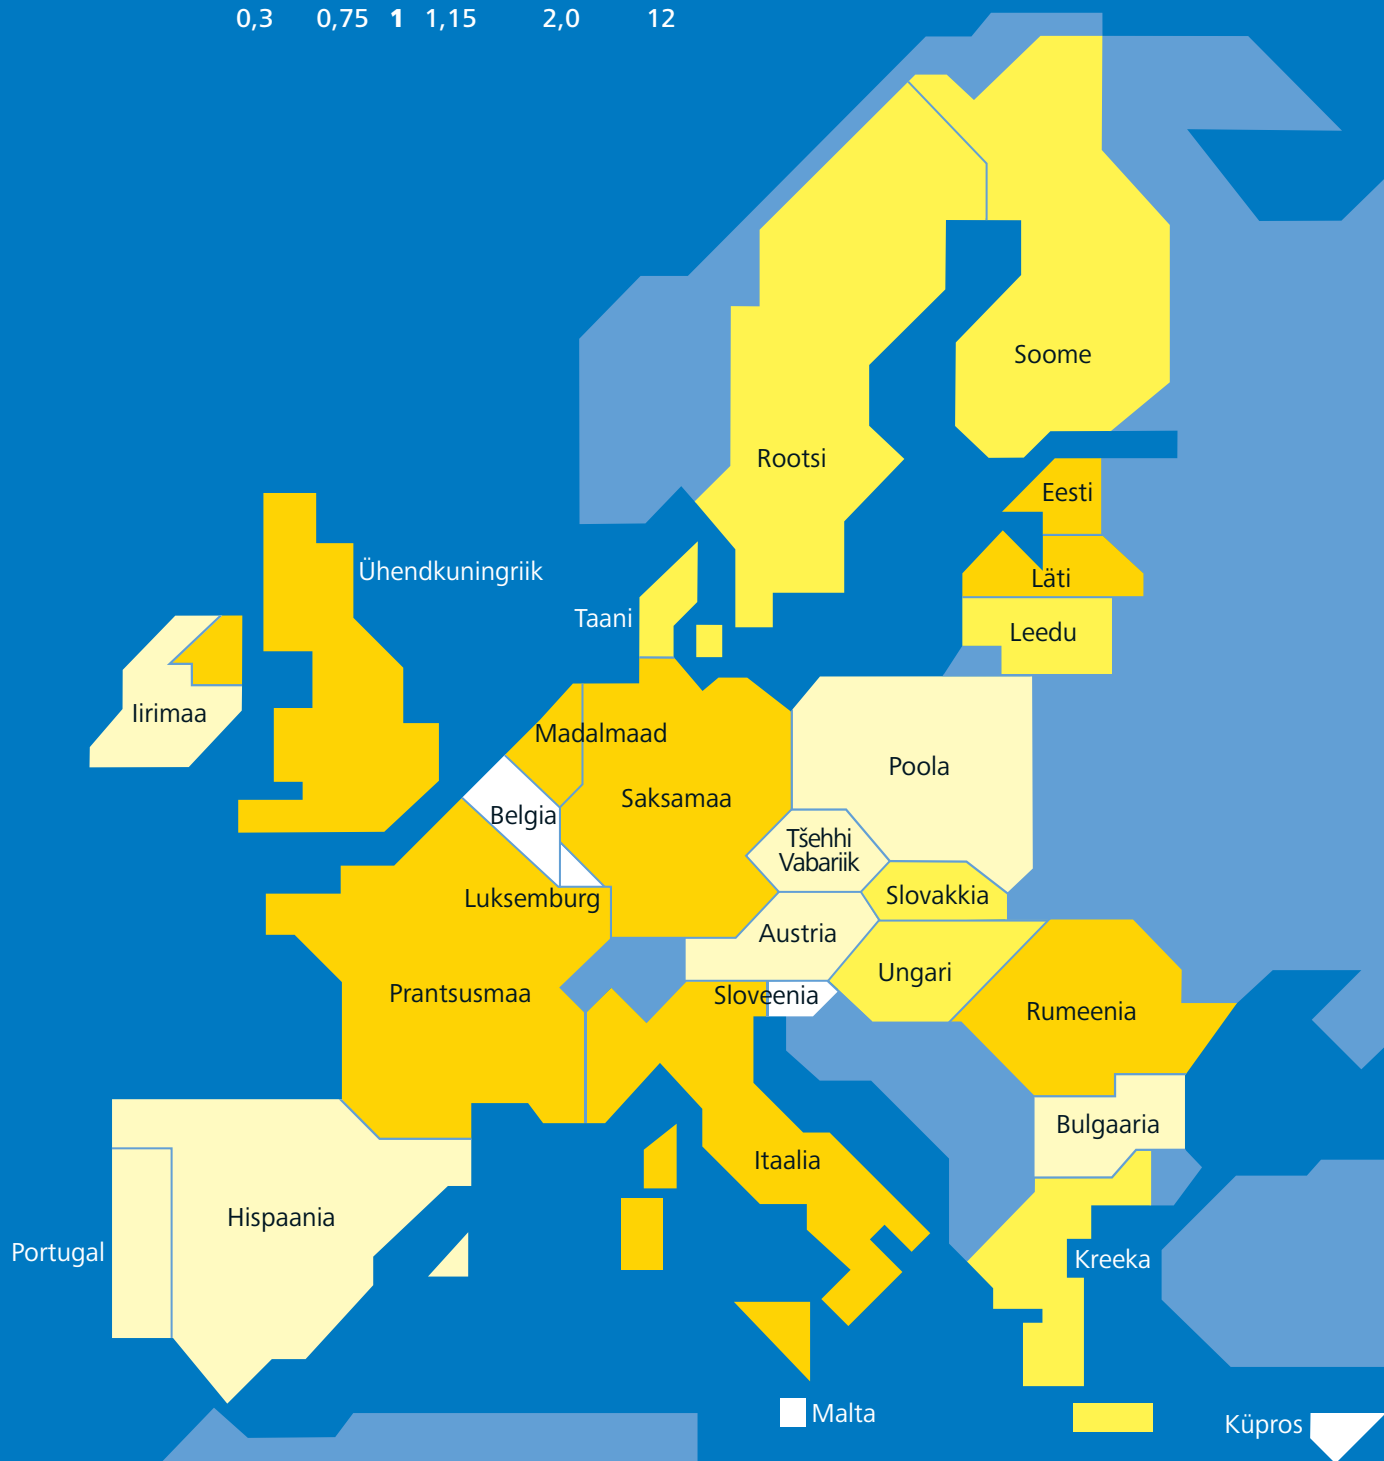 0,3 0,75 1 1,15 2,0 12
Soome
Rootsi
Eesti
Ühendkuningriik
Läti
Taani
Leedu
Iirimaa
Madalmaad
Poola
Saksamaa
Belgia
Tšehhi
Vabariik
Slovakkia
Luksemburg
Austria
Ungari
Prantsusmaa
Sloveenia
Rumeenia
Bulgaaria
Itaalia
Hispaania
Portugal
Kreeka
Malta
Küpros